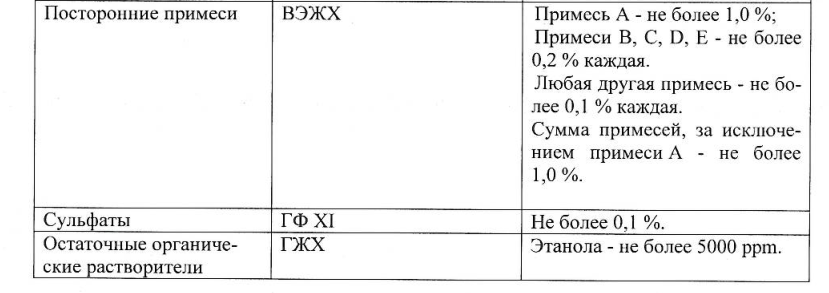 Посторонние примеси
ВЭЖХ
Примесь А - не более 1,0 %;
Примеси В, С, D, Е - не более
0,2 % каждая.
Любая другая примесь - не бо-
лее 0,1 % каждая.
Сумма примесей, за исключе-
нием примеси А - не более
1,0 %.
Сульфаты
ГФ XI
Не более 0,1 %.
Остаточные органиче-
ские растворители
ГЖХ
Этанола - не более 5000 ppm.